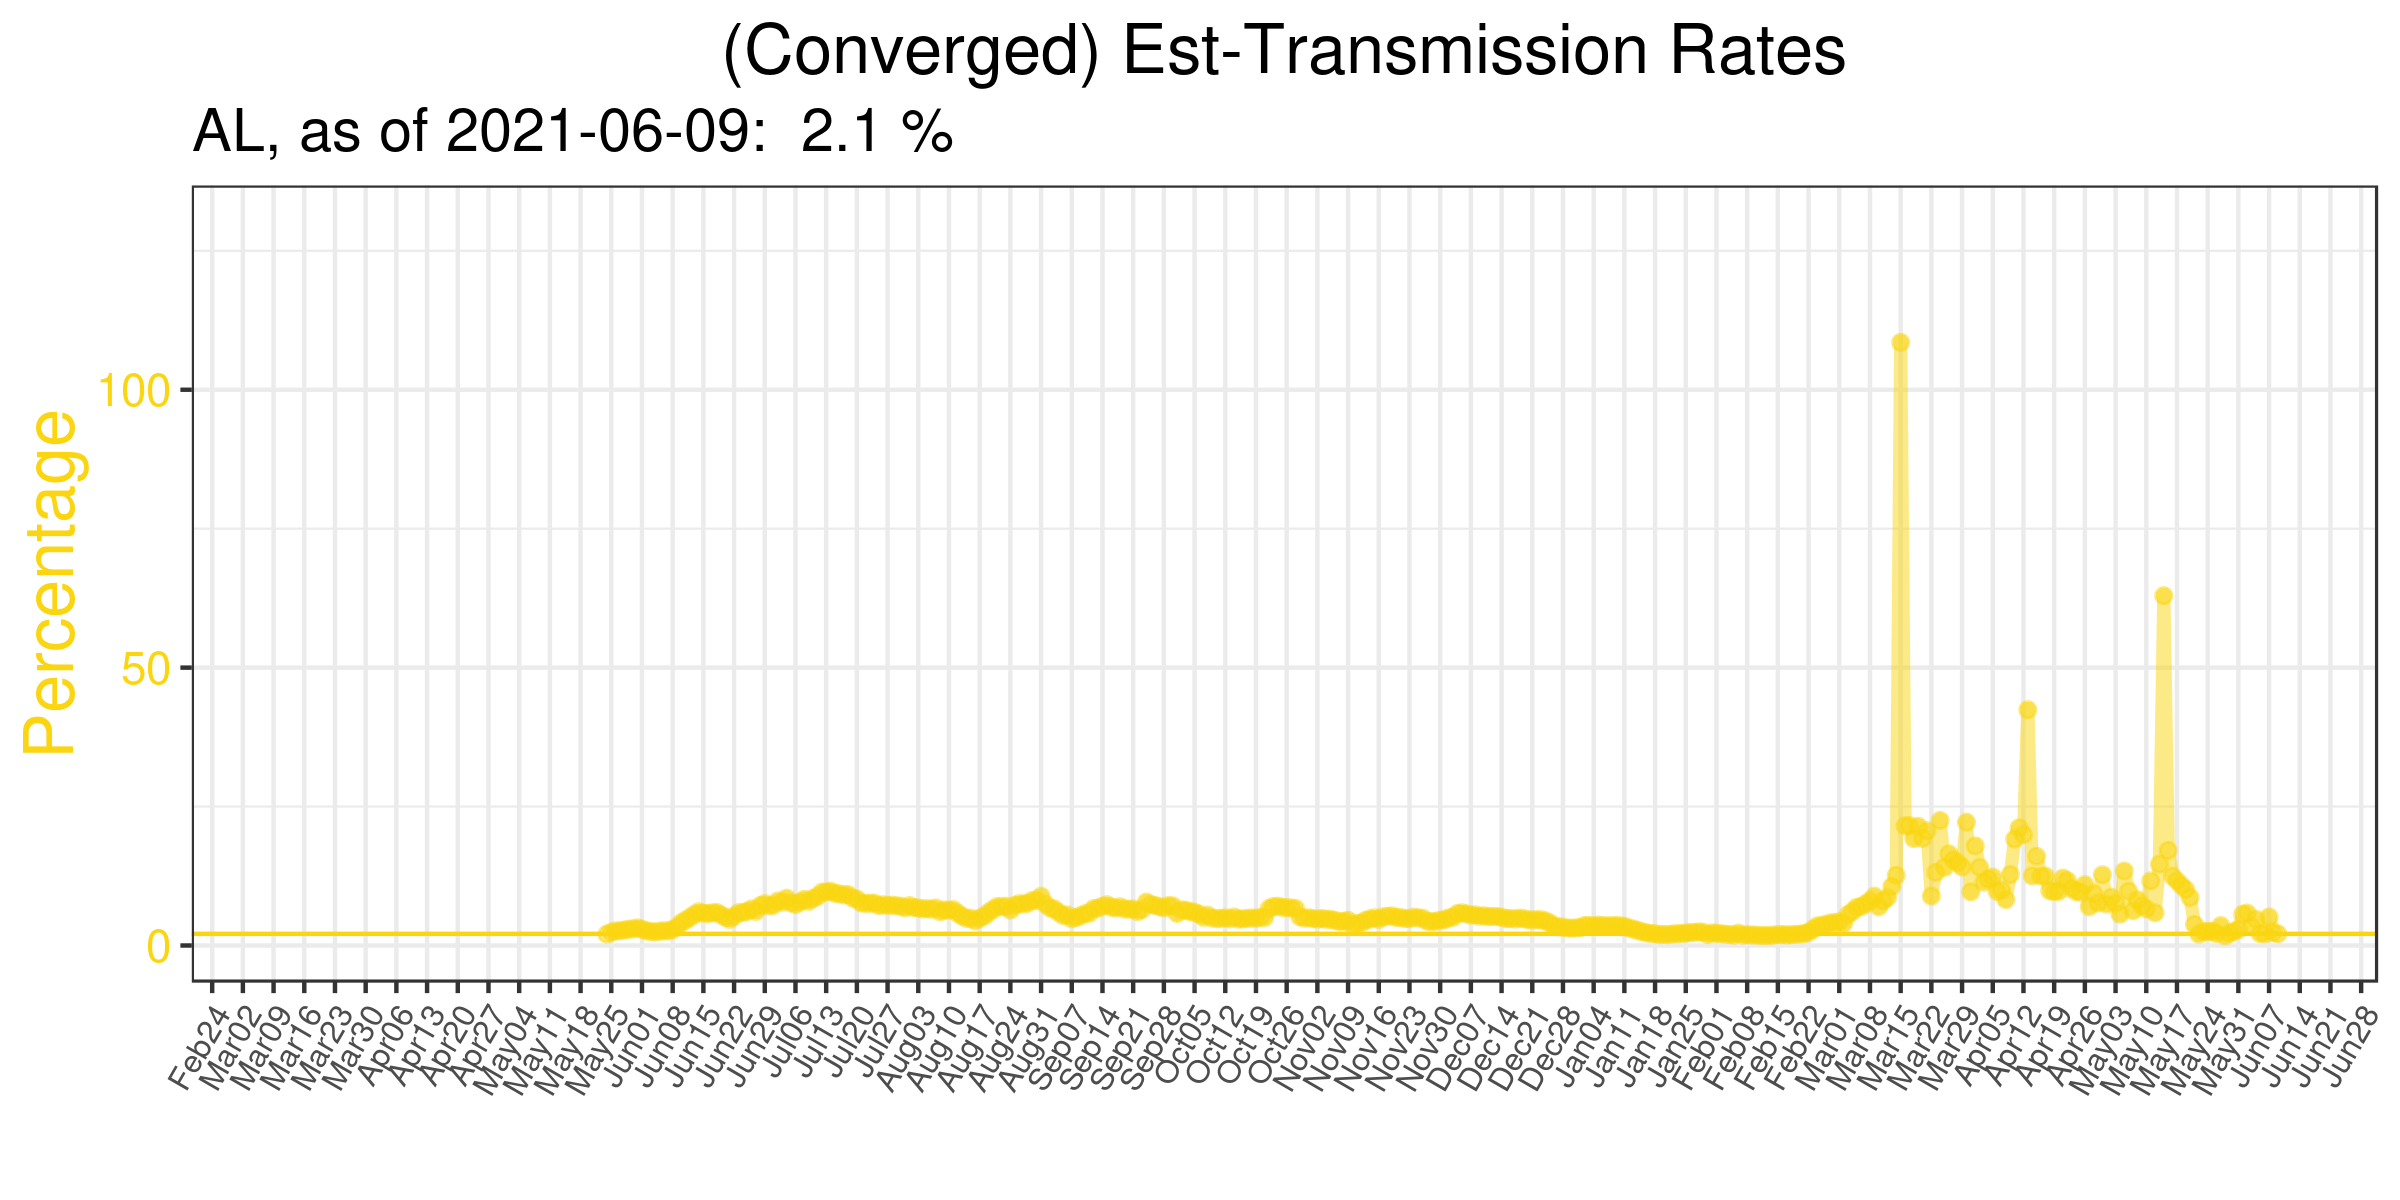 (Converged) Est-Transmission Rates
AL, as of 2021-06-09:  2.1 %
Percentage
100
50
0
Feb24
Mar02
Mar09
Mar16
Mar23
Mar30
Apr06
Apr13
Apr20
Apr27
May04
May11
May18
May25
Jun01
Jun08
Jun15
Jun22
Jun29
Jul06
Jul13
Jul20
Jul27
Aug03
Aug10
Aug17
Aug24
Aug31
Sep07
Sep14
Sep21
Sep28
Oct05
Oct12
Oct19
Oct26
Nov02
Nov09
Nov16
Nov23
Nov30
Dec07
Dec14
Dec21
Dec28
Jan04
Jan11
Jan18
Jan25
Feb01
Feb08
Feb15
Feb22
Mar01
Mar08
Mar15
Mar22
Mar29
Apr05
Apr12
Apr19
Apr26
May03
May10
May17
May24
May31
Jun07
Jun14
Jun21
Jun28